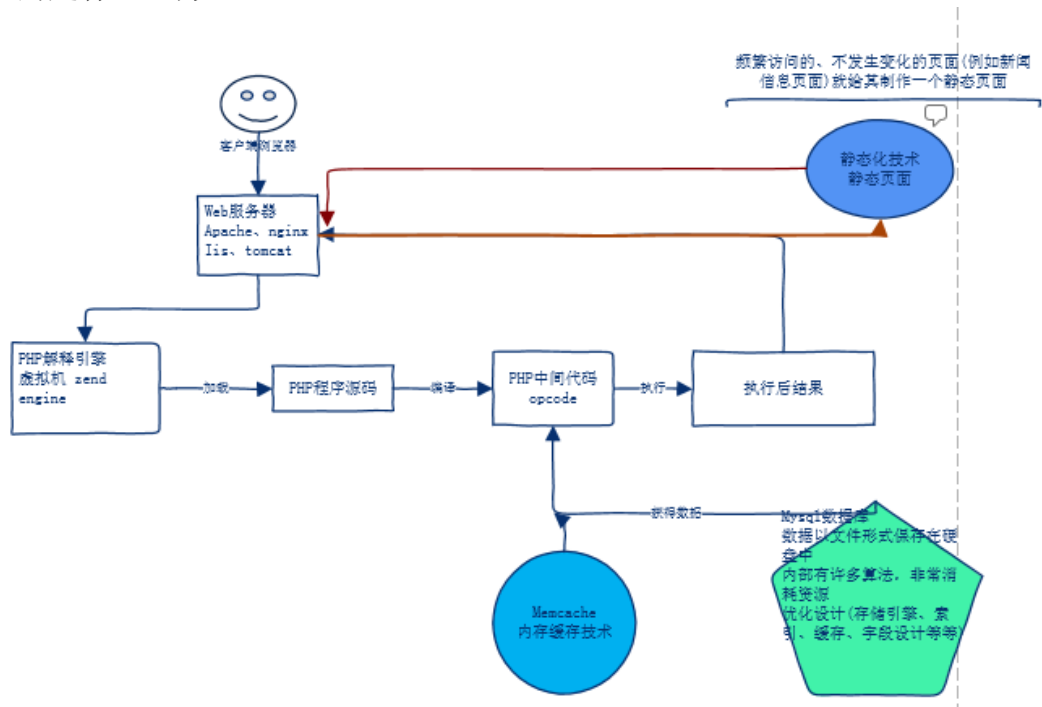 频繁访问的、不发生变化的页面(例如新闻
信息页面)就给其制作一个静态页面
客户端浏览器
静态化技术
静态页面
Web服务器
Apache、nginx
Iis、tomcat
PHP解释引擎
虚拟机 zend
engine
加载
PHP程序源码
编译
PHP中间代码
opcode
执行
执行后结果
获得数据
Mysql数据库
数据以文件形式保存在硬
盘中
内部有许多算法，非常消
耗资源
优化设计(存储引擎、索
引、缓存、字段设计等等)
Memcache
内存缓存技术